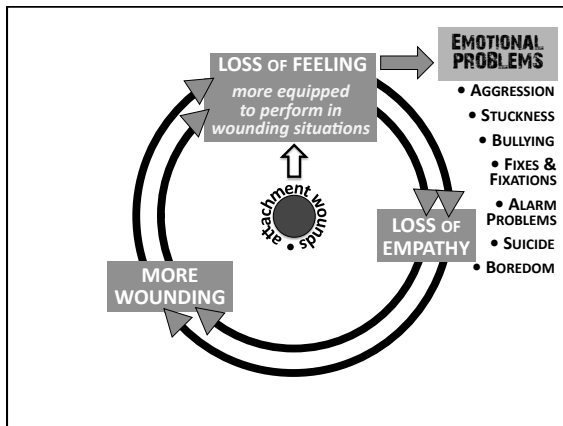 LOSS OF FEELING
more equipped
to perform in
wounding situations
EMOTIONAL
PROBLEMS
• AGGRESSION
• STUCKNESS
• BULLYING
• FIXES &
FIXATIONS
• ALARM
PROBLEMS
• SUICIDE
• BOREDOM
• attachment wounds
LOSS OF
EMPATHY
MORE
WOUNDING